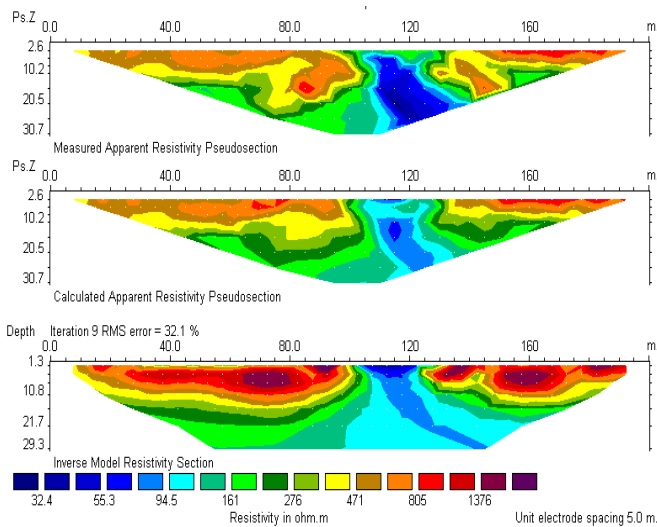 Ps.Z 0.0 40.0 80.0 120 160 m
2.6
10.2
20.5
30.7
Measured Apparent Resistivity Pseudosection
Ps.Z 0.0 40.0 80.0 120 160 m
2.6
10.2
20.5
30.7
Calculated Apparent Resistivity Pseudosection
Depth Iteration 9 RMS error = 32.1 %
0.0 40.0 80.0 120 160 m
1.3
10.8
21.7
29.3
Inverse Model Resistivity Section
32.4 55.3 94.5 161 276 471 805 1376
Resistivity in ohm.m Unit electrode spacing 5.0 m.